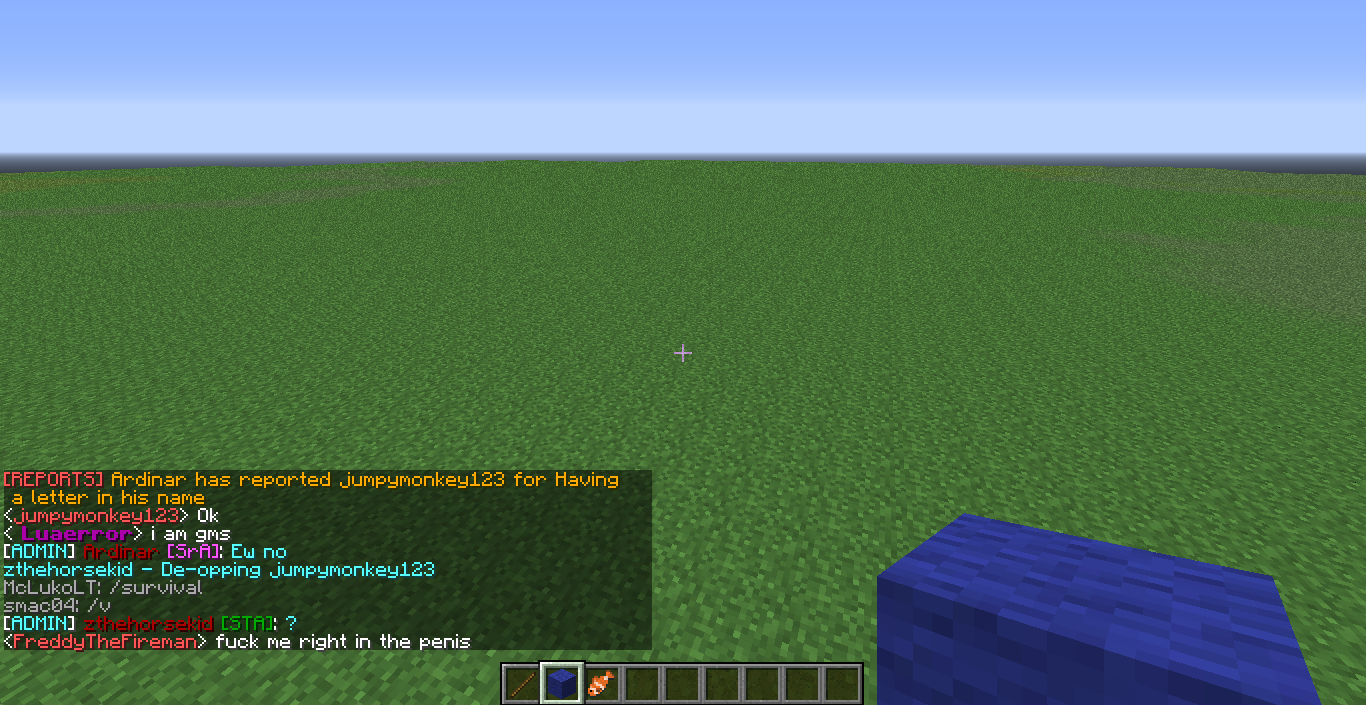 [REPORTS] Ardinar has reported jumpymonkey123 for Having
a letter in his name
<jumpymonkey123> Ok
< Luaerror> i am gms
[ADMIN] Ardinar [SrA]: Ew no
zthehorsekid - De-opping jumpymonkey123
McLukoLT: /survival
smac04: /v
[ADMIN] zthehorsekid [STA]: ?
<FreddyTheFireman> fuck me right in the penis